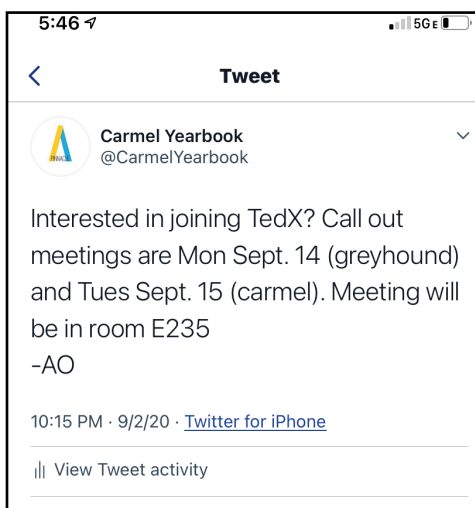 5:46
5GE
Tweet
PINNACLE
Carmel Yearbook
@CarmelYearbook
Interested in joining TedX? Call out
meetings are Mon Sept. 14 (greyhound)
and Tues Sept. 15 (carmel). Meeting will
be in room E235
-AO
10:15 PM · 9/2/20 · Twitter for iPhone
View Tweet activity